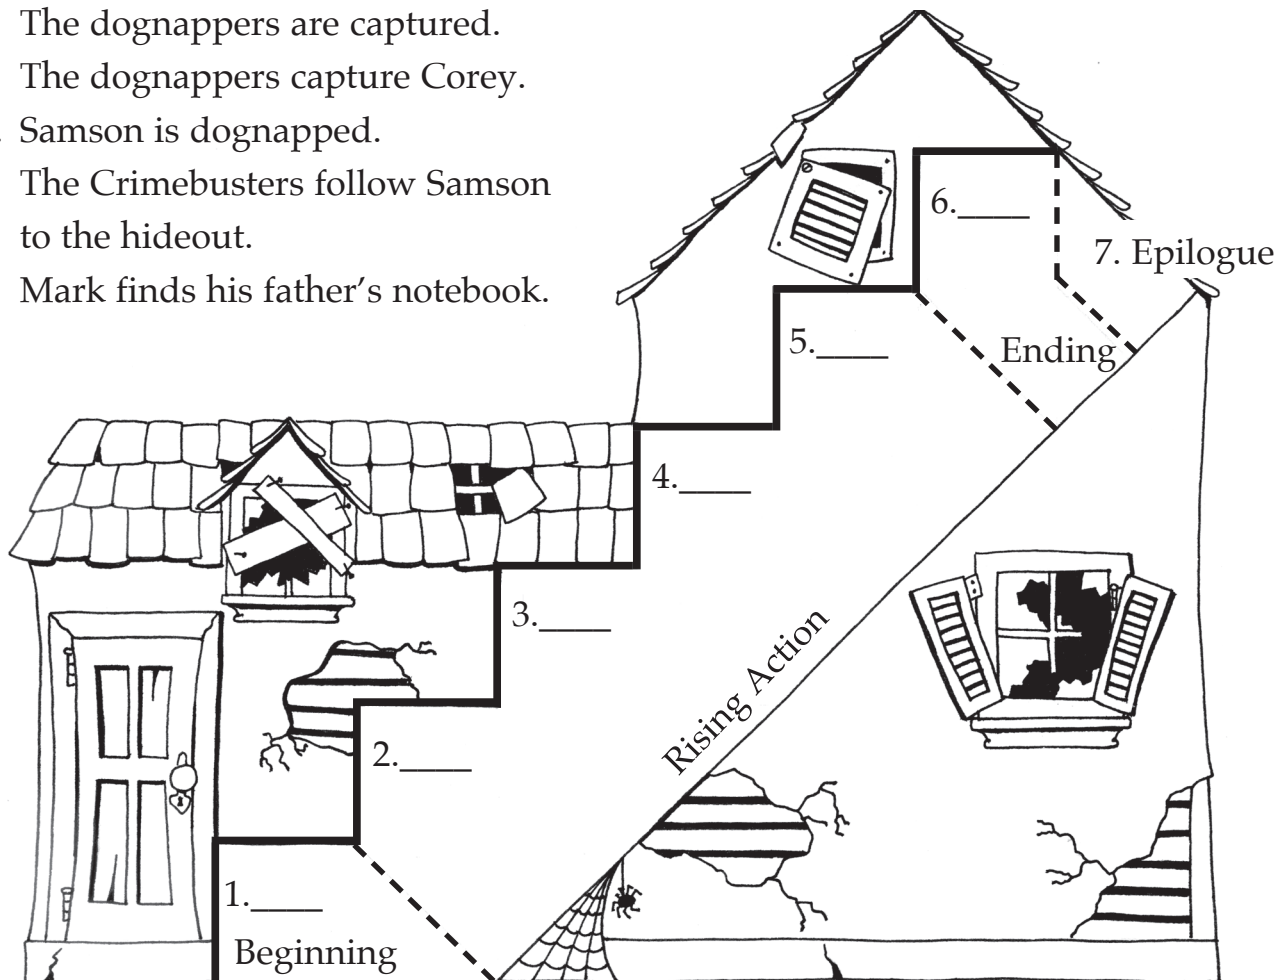 The dognappers are captured.
The dognappers capture Corey.
. Samson is dognapped.
The Crimebusters follow Samson
to the hideout.
Mark finds his father’s notebook.
6.____
7. Epilogue
5.____
Ending
4.____
3.____
Rising Action
2.____
1.____
Beginning